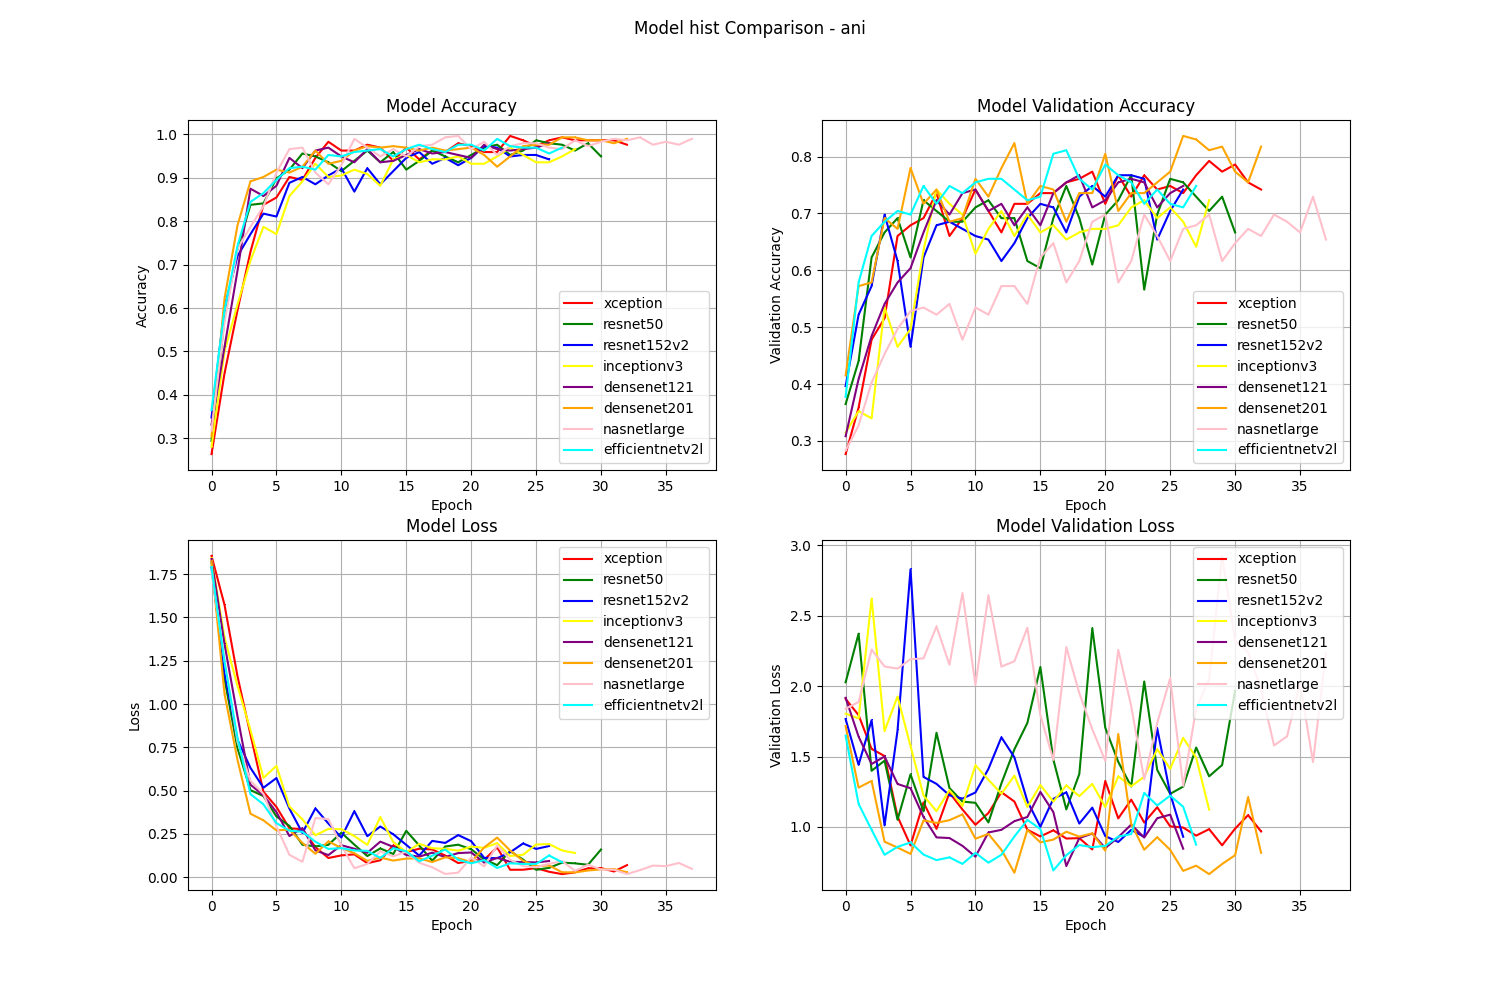 Model hist Comparison - ani
Model Accuracy
Accuracy
1.0
0.9
0.8
0.7
0.6
0.5
0.4
0.3
xception
resnet50
resnet152v2
inceptionv3
densenet121
densenet201
nasnetlarge
efficientnetv2l
0 5 10 15 20 25 30 35
Epoch
Model Validation Accuracy
Validation Accuracy
0.8
0.7
0.6
0.5
0.4
0.3
xception
resnet50
resnet152v2
inceptionv3
densenet121
densenet201
nasnetlarge
efficientnetv2l
0 5 10 15 20 25 30 35
Epoch
Model Loss
Loss
1.75
1.50
1.25
1.00
0.75
0.50
0.25
0.00
xception
resnet50
resnet152v2
inceptionv3
densenet121
densenet201
nasnetlarge
efficientnetv2l
0 5 10 15 20 25 30 35
Epoch
Model Validation Loss
Validation Loss
3.0
2.5
2.0
1.5
1.0
xception
resnet50
resnet152v2
inceptionv3
densenet121
densenet201
nasnetlarge
efficientnetv2l
0 5 10 15 20 25 30 35
Epoch